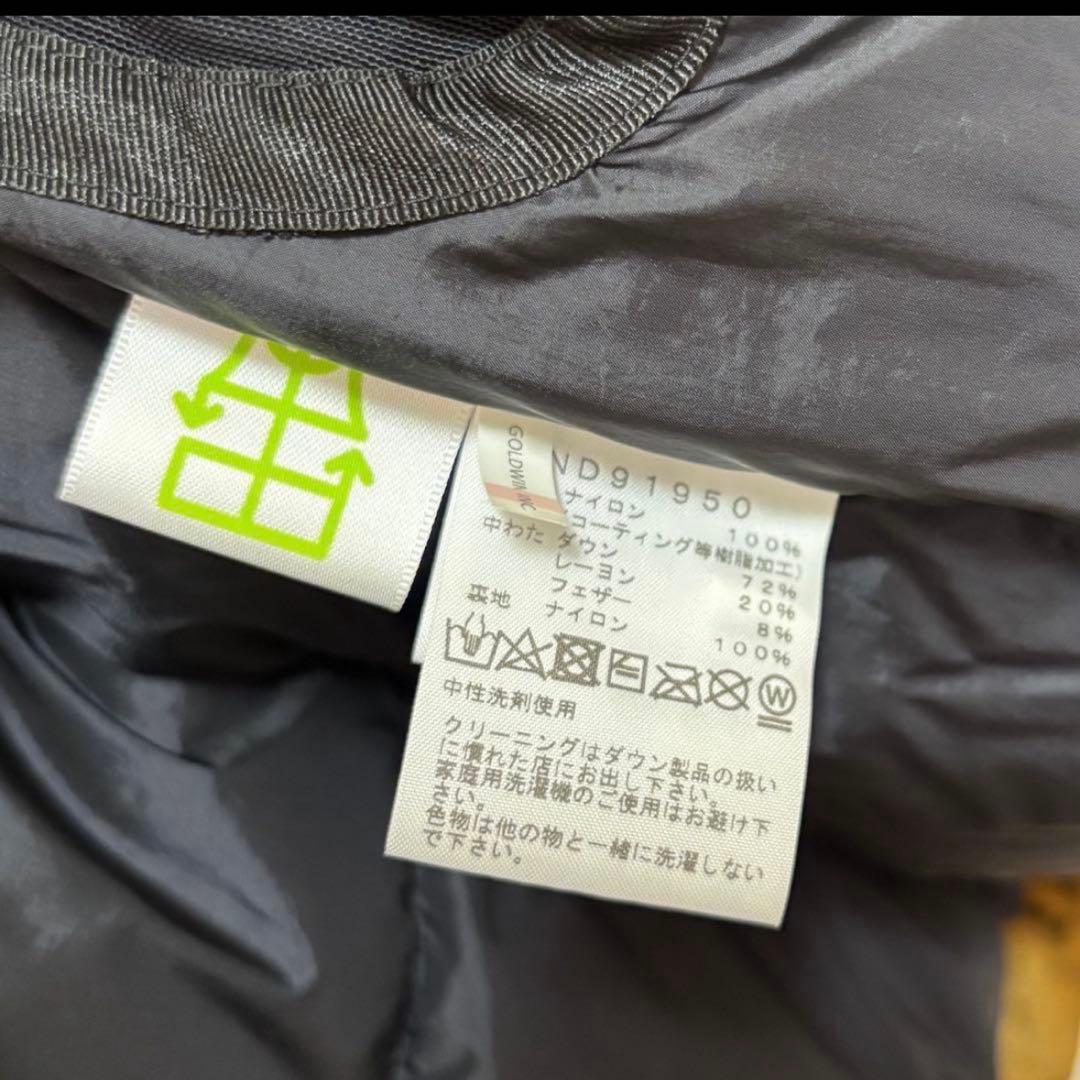 GOLDWIN INC
ND91950
ナイロン 100%
コーティング等樹脂加工)
中わた ダウン 72%
レーヨン 20%
フェザー 8%
裏地 ナイロン 100%
W
中性洗剤使用
クリーニングはダウン製品の扱い
に慣れた店にお出し下さい。
家庭用洗濯機のご使用はお避け下
さい。
色物は他の物と一緒に洗濯しない
で下さい。